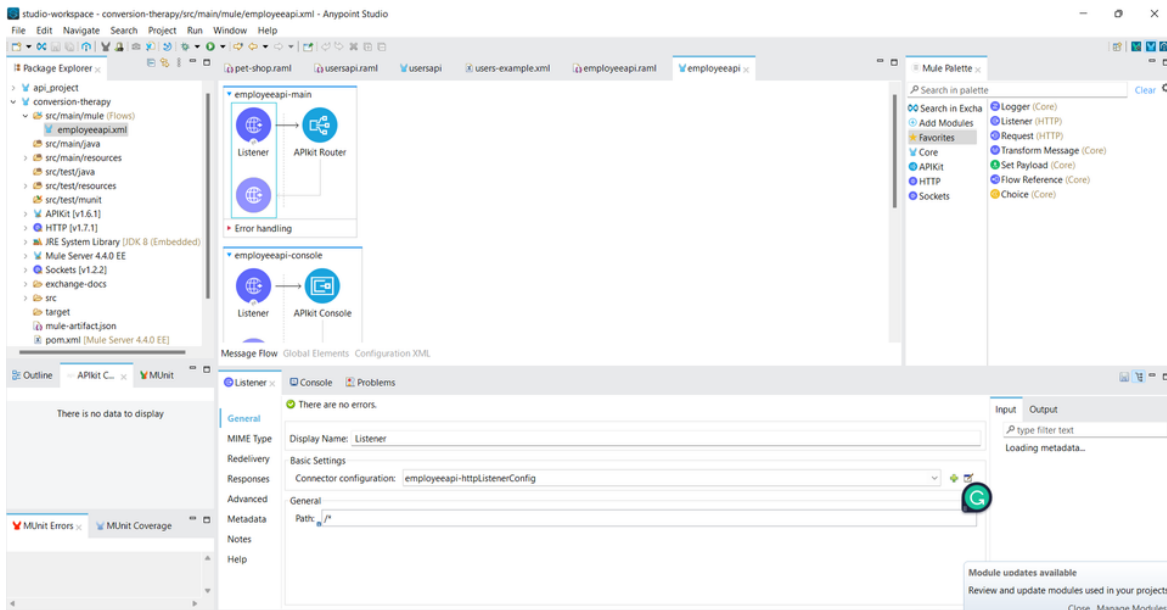 studio-workspace - conversion-therapy/src/main/mule/employeeapi.xml - Anypoint Studio
File Edit Navigate Search Project Run Window Help
Package Explorer
api_project
conversion-therapy
src/main/mule (Flows)
employeeapi.xml
src/main/java
src/main/resources
src/test/java
src/test/resources
src/test/munit
APIKit [v1.6.1]
HTTP [v1.7.1]
JRE System Library [JDK 8 (Embedded)
Mule Server 4.4.0 EE
Sockets [v1.2.2]
exchange-docs
src
target
mule-artifact.json
pom.xml [Mule Server 4.4.0 EE]
pet-shop.raml usersapi.raml usersapi users-example.xml employeeapi.raml employeeapi
employeeapi-main
Listener APIkit Router
Error handling
employeeapi-console
Listener APIkit Console
Message Flow Global Elements Configuration XML
Mule Palette
Search in palette Clear
Search in Excha
Add Modules
Favorites
Core
APIKit
HTTP
Sockets
Logger (Core)
Listener (HTTP)
Request (HTTP)
Transform Message (Core)
Set Payload (Core)
Flow Reference (Core)
Choice (Core)
Outline APIkit C... MUnit
There is no data to display
MUnit Errors MUnit Coverage
Listener Console Problems
There are no errors.
General
MIME Type
Redelivery
Responses
Advanced
Metadata
Notes
Help
Display Name: Listener
Basic Settings
Connector configuration: employeeapi-httpListenerConfig
General
Path: /*
Input Output
type filter text
Loading metadata...
Module updates available
Review and update modules used in your projects
Close Manage Modules